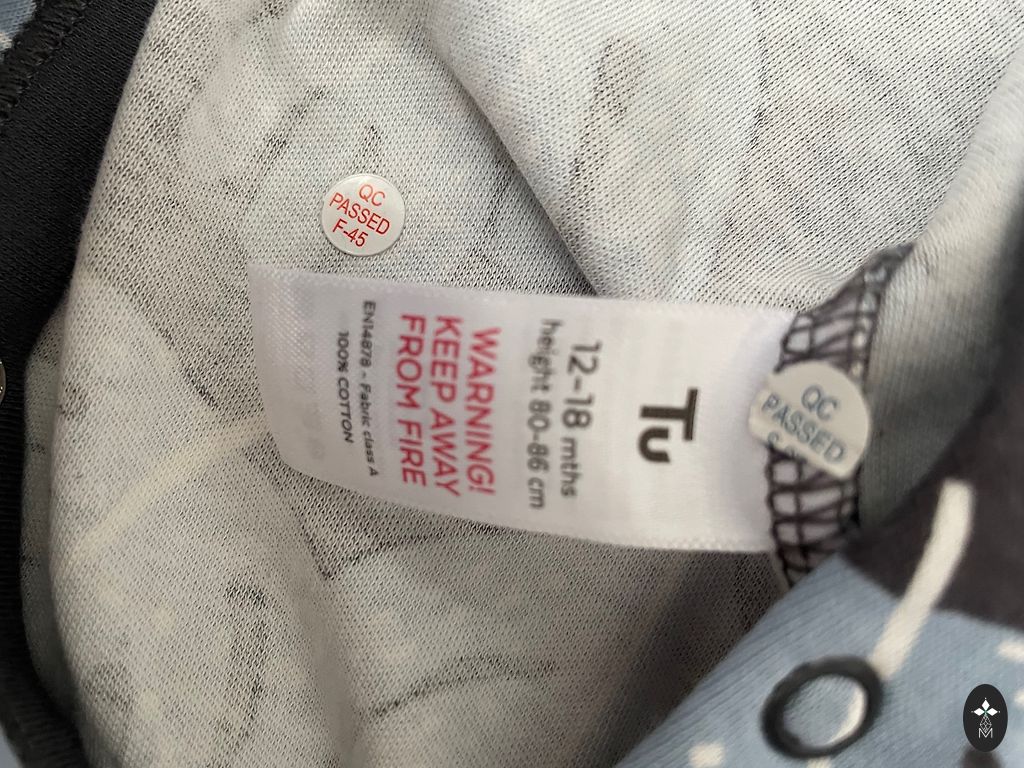 QC
PASSED
F-45
Tu
12-18 mths
height 80-86 cm
WARNING!
KEEP AWAY
FROM FIRE
EN14878 - Fabric class A
100% COTTON
QC
PASSED
M